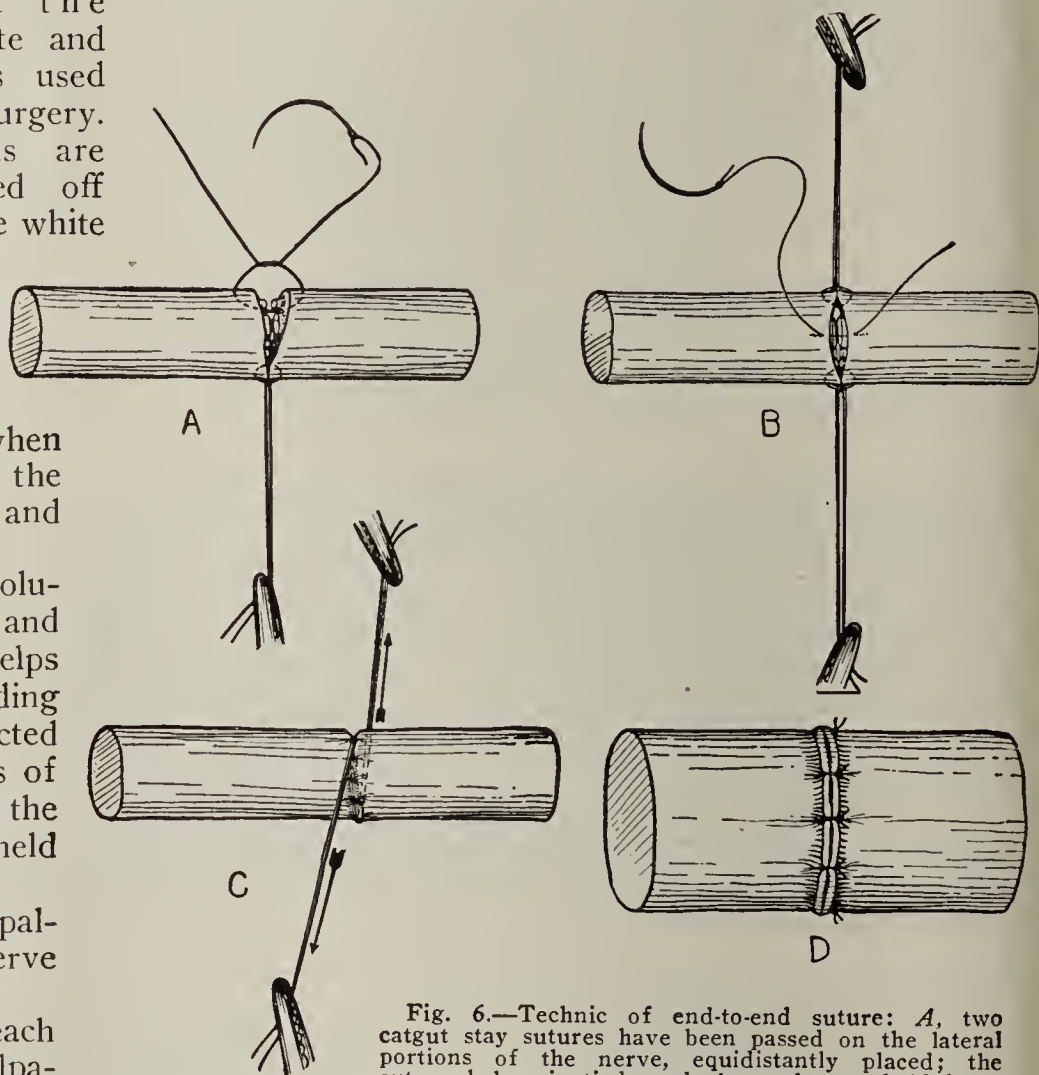 the
te and
s used
urgery.
ns are
ed off
e white
when
the
and
olu-
and
elps
ding
cted
s of
the
held
pal-
erve
each
lpa-
A
B
C
D
Fig. 6.—Technic of end-to-end suture: A, two
catgut stay sutures have been passed on the lateral
portions of the nerve, equidistantly placed; the